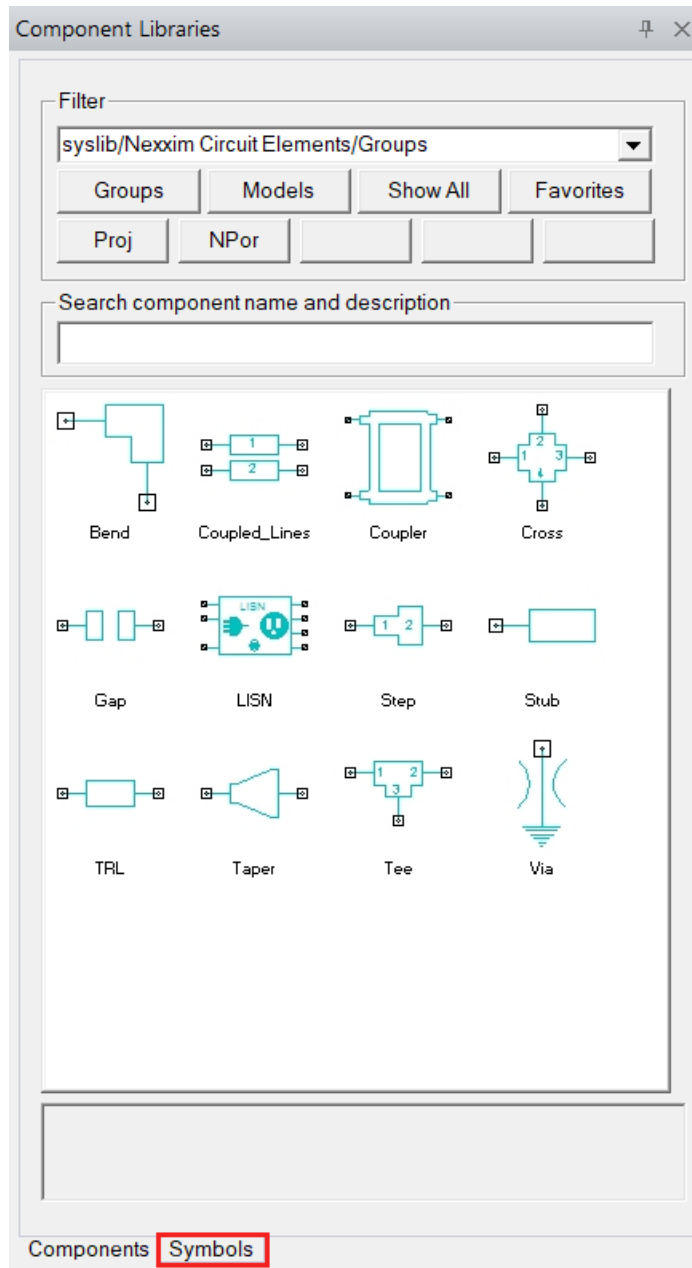 Component Libraries
Filter
syslib/Nexxim Circuit Elements/Groups
Groups Models Show All Favorites
Proj NPor
Search component name and description
1
2
2
1 3
4
Bend Coupled_Lines Coupler Cross
LISN
1 2
Gap LISN Step Stub
1 2
3
TRL Taper Tee Via
Components Symbols